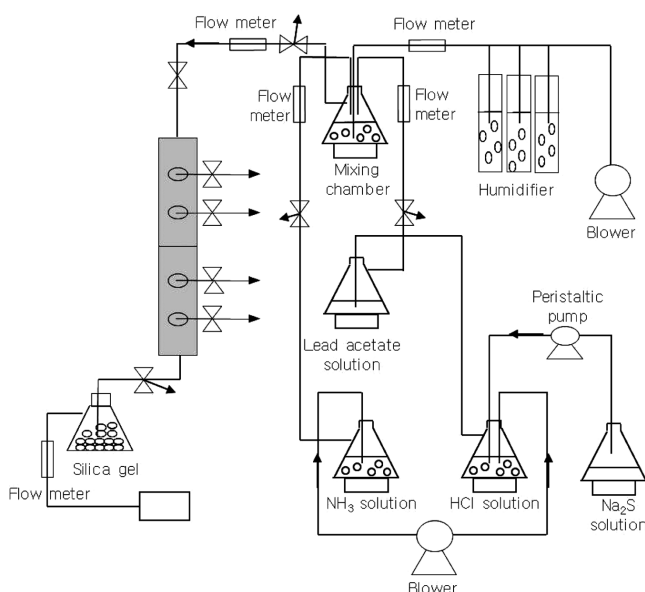 Flow meter
Flow meter
Flow
meter
Flow
meter
Mixing
chamber
Humidifier
Blower
Peristaltic
pump
Lead acetate
solution
Silica gel
Flow meter
NH₃ solution
HCl solution
Na₂S
solution
Blower